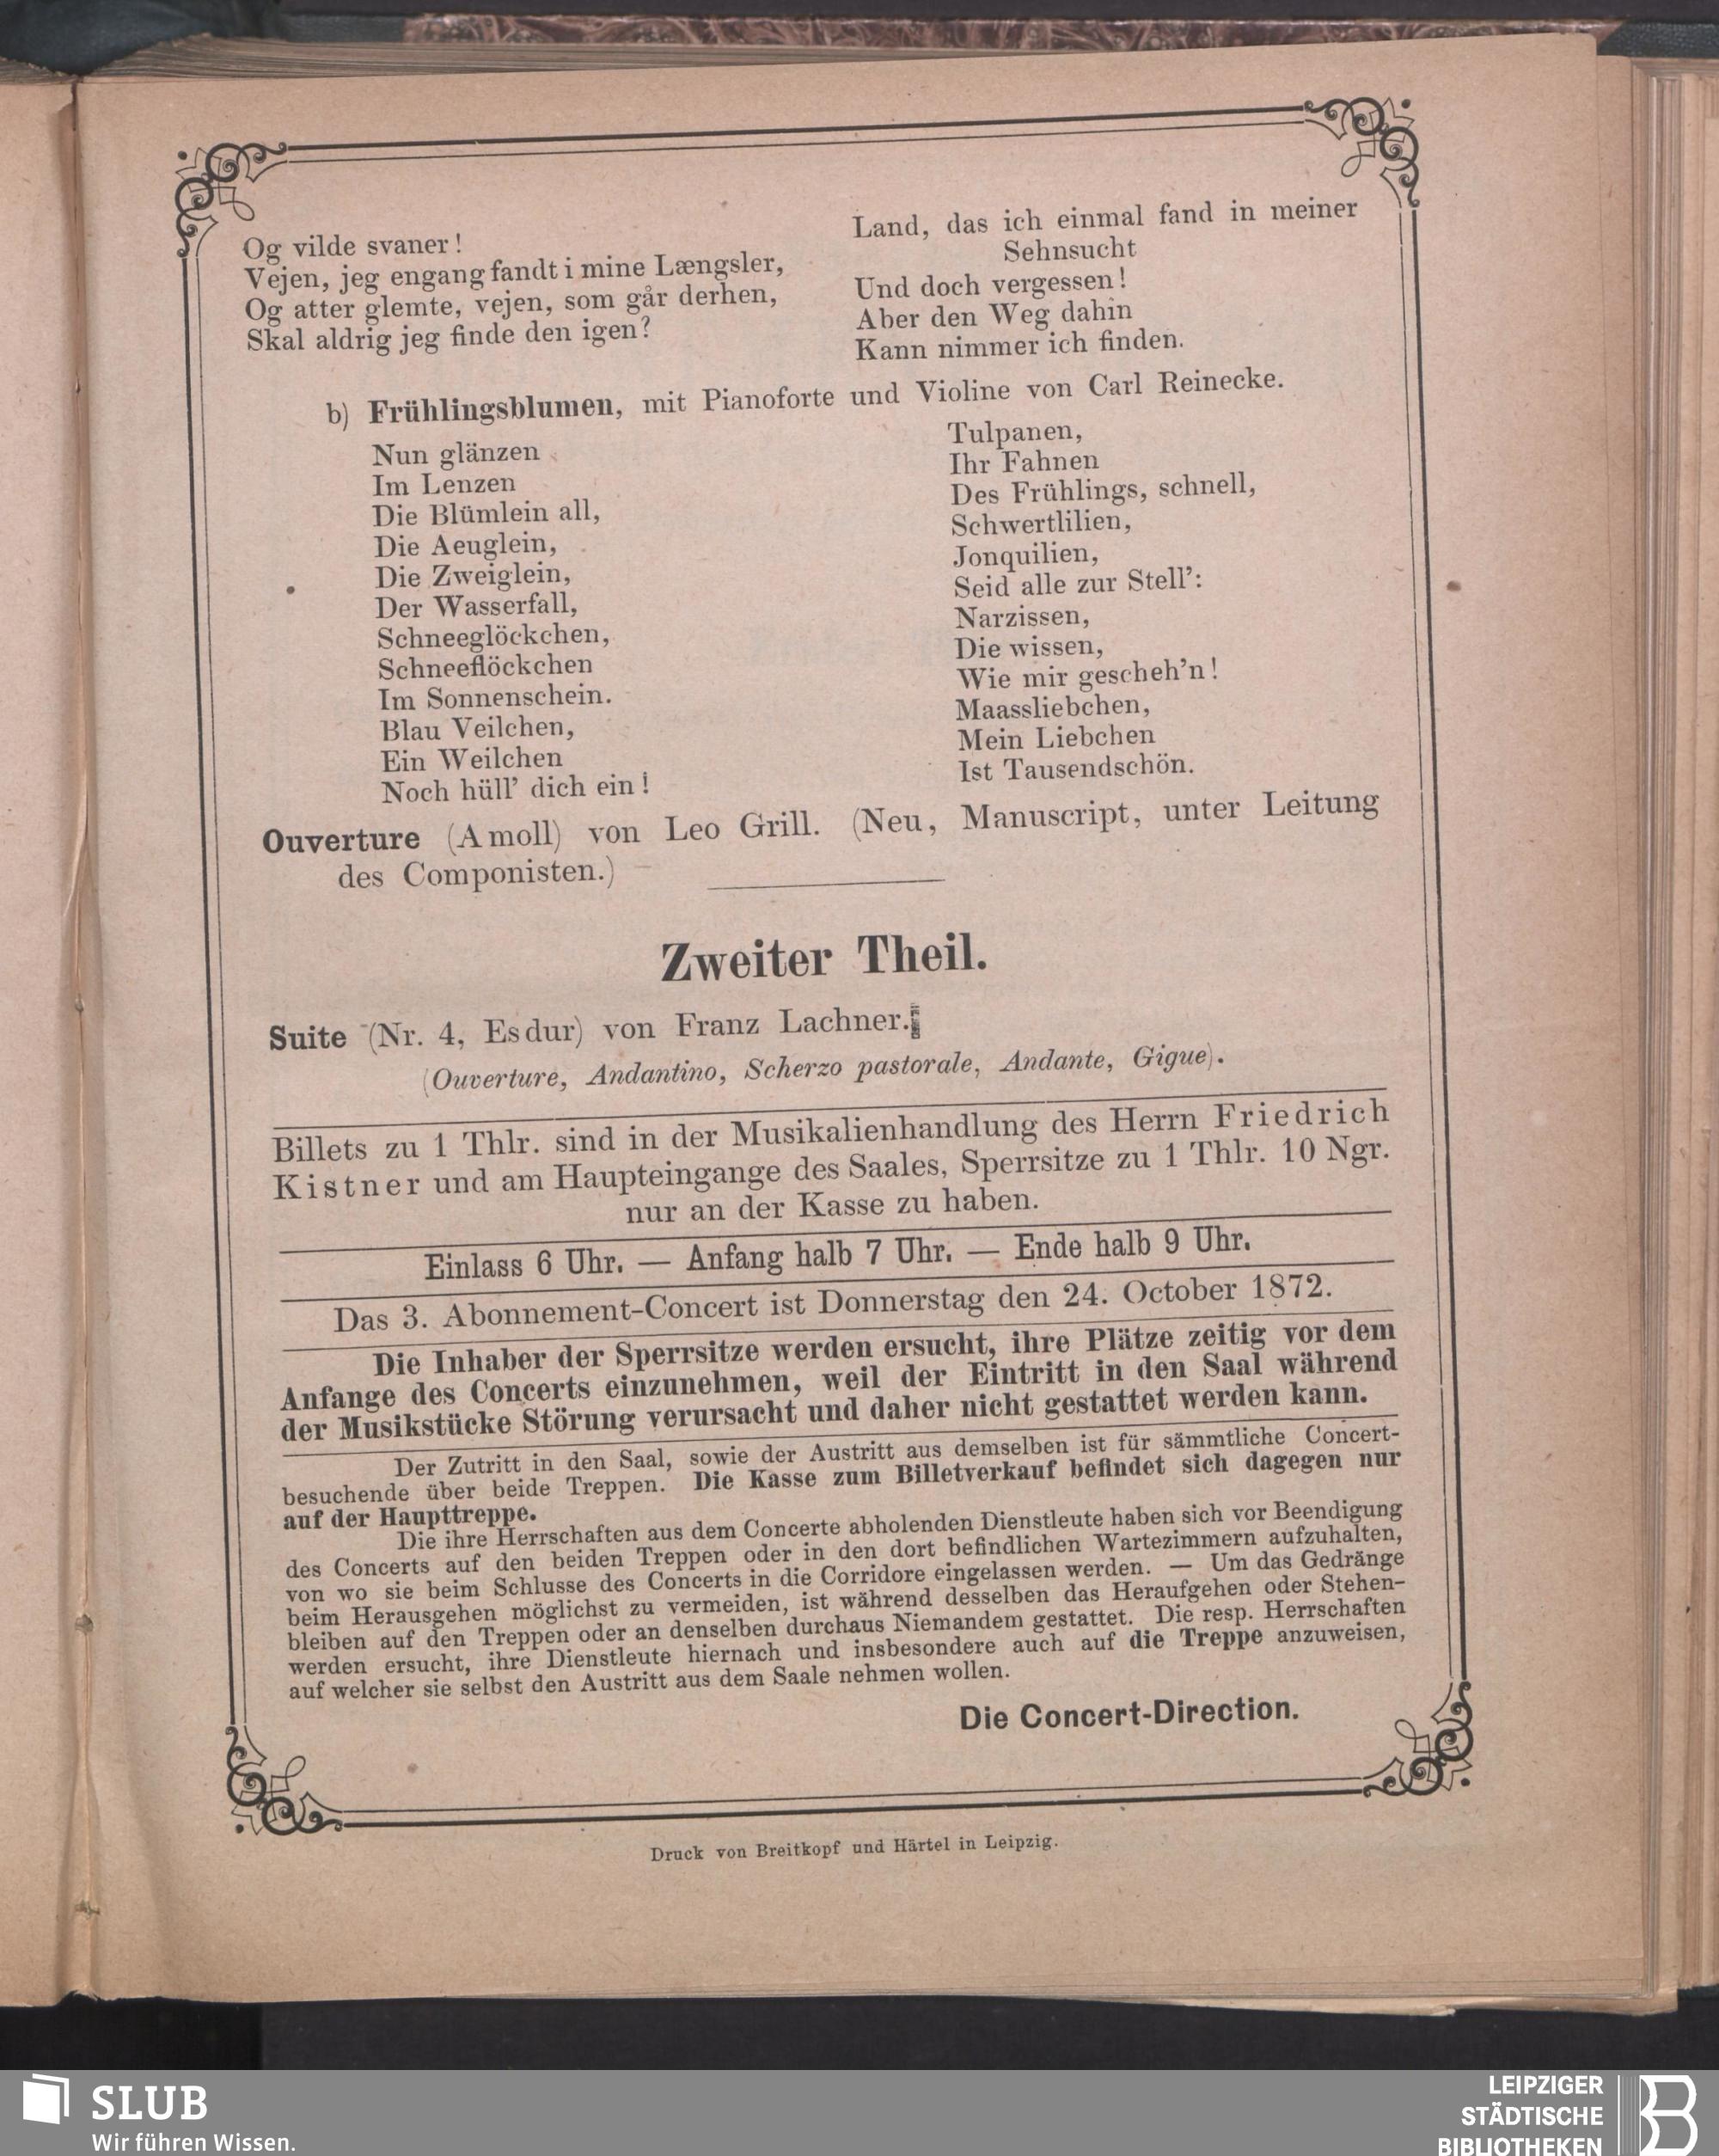 Og vilde svaner!
Vejen, jeg engang fandt i mine Længsler,
Og atter glemte, vejen, som går derhen,
Skal aldrig jeg finde den igen?
Land, das ich einmal fand in meiner
Sehnsucht
Und doch vergessen!
Aber den Weg dahin
Kann nimmer ich finden.
b) Frühlingsblumen, mit Pianoforte und Violine von Carl Reinecke.
Nun glänzen
Im Lenzen
Die Blümlein all,
Die Aeuglein,
Die Zweiglein,
Der Wasserfall,
Schneeglöckchen,
Schneeflöckchen
Im Sonnenschein.
Blau Veilchen,
Ein Weilchen
Noch hüll' dich ein!
Tulpanen,
Ihr Fahnen
Des Frühlings, schnell,
Schwertlilien,
Jonquilien,
Seid alle zur Stell':
Narzissen,
Die wissen,
Wie mir gescheh'n!
Maassliebchen,
Mein Liebchen
Ist Tausendschön.
Ouverture (A moll) von Leo Grill. (Neu, Manuscript, unter Leitung
des Componisten.)
Zweiter Theil.
Suite (Nr. 4, Es dur) von Franz Lachner.
(Ouverture, Andantino, Scherzo pastorale, Andante, Gigue).
Billets zu 1 Thlr. sind in der Musikalienhandlung des Herrn Friedrich
Kistner und am Haupteingange des Saales, Sperrsitze zu 1 Thlr. 10 Ngr.
nur an der Kasse zu haben.
Einlass 6 Uhr. — Anfang halb 7 Uhr. — Ende halb 9 Uhr.
Das 3. Abonnement-Concert ist Donnerstag den 24. October 1872.
Die Inhaber der Sperrsitze werden ersucht, ihre Plätze zeitig vor dem
Anfange des Concerts einzunehmen, weil der Eintritt in den Saal während
der Musikstücke Störung verursacht und daher nicht gestattet werden kann.
Der Zutritt in den Saal, sowie der Austritt aus demselben ist für sämmtliche Concert-
besuchende über beide Treppen. Die Kasse zum Billetverkauf befindet sich dagegen nur
auf der Haupttreppe.
Die ihre Herrschaften aus dem Concerte abholenden Dienstleute haben sich vor Beendigung
des Concerts auf den beiden Treppen oder in den dort befindlichen Wartezimmern aufzuhalten,
von wo sie beim Schlusse des Concerts in die Corridore eingelassen werden. — Um das Gedränge
beim Herausgehen möglichst zu vermeiden, ist während desselben das Heraufgehen oder Stehen-
bleiben auf den Treppen oder an denselben durchaus Niemandem gestattet. Die resp. Herrschaften
werden ersucht, ihre Dienstleute hiernach und insbesondere auch auf die Treppe anzuweisen,
auf welcher sie selbst den Austritt aus dem Saale nehmen wollen.
Die Concert-Direction.
Druck von Breitkopf und Härtel in Leipzig.
SLUB
Wir führen Wissen.
LEIPZIGER
STÄDTISCHE
BIBLIOTHEKEN